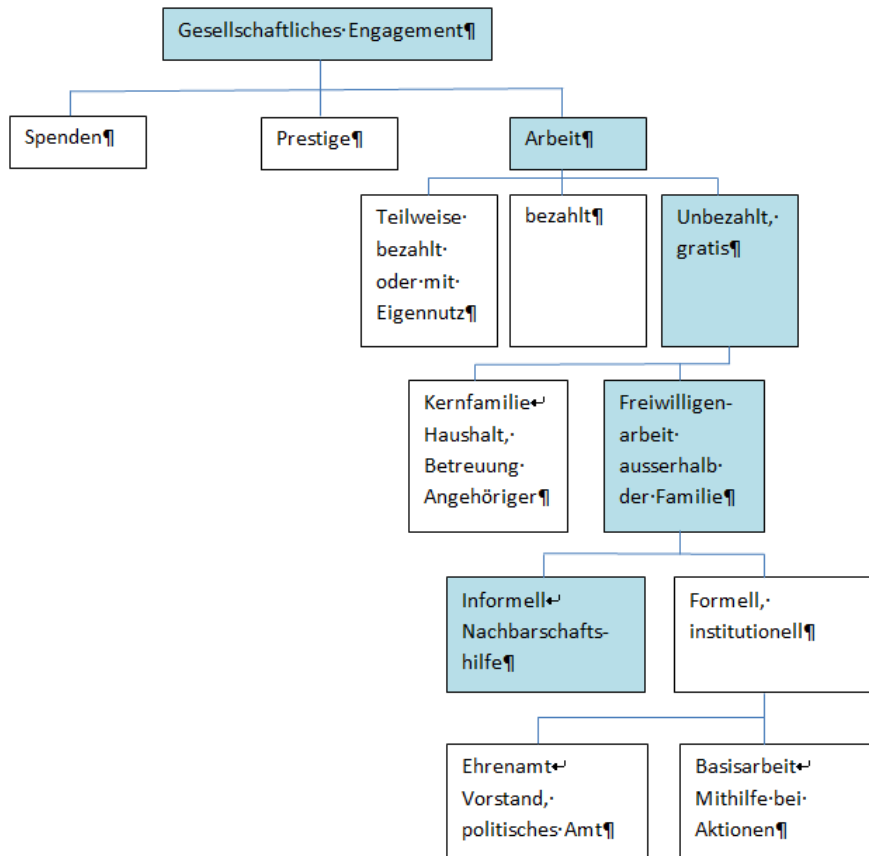 Gesellschaftliches·Engagement¶
Spenden¶
Prestige¶
Arbeit¶
Teilweise·
bezahlt·
oder·mit·
Eigennutz¶
bezahlt¶
Unbezahlt,·
gratis¶
Kernfamilie↵
Haushalt,·
Betreuung·
Angehöriger¶
Freiwilligen-
arbeit·
ausserhalb·
der·Familie¶
Informell↵
Nachbarschafts-
hilfe¶
Formell,·
institutionell¶
Ehrenamt↵
Vorstand,·
politisches·Amt¶
Basisarbeit↵
Mithilfe·bei·
Aktionen¶